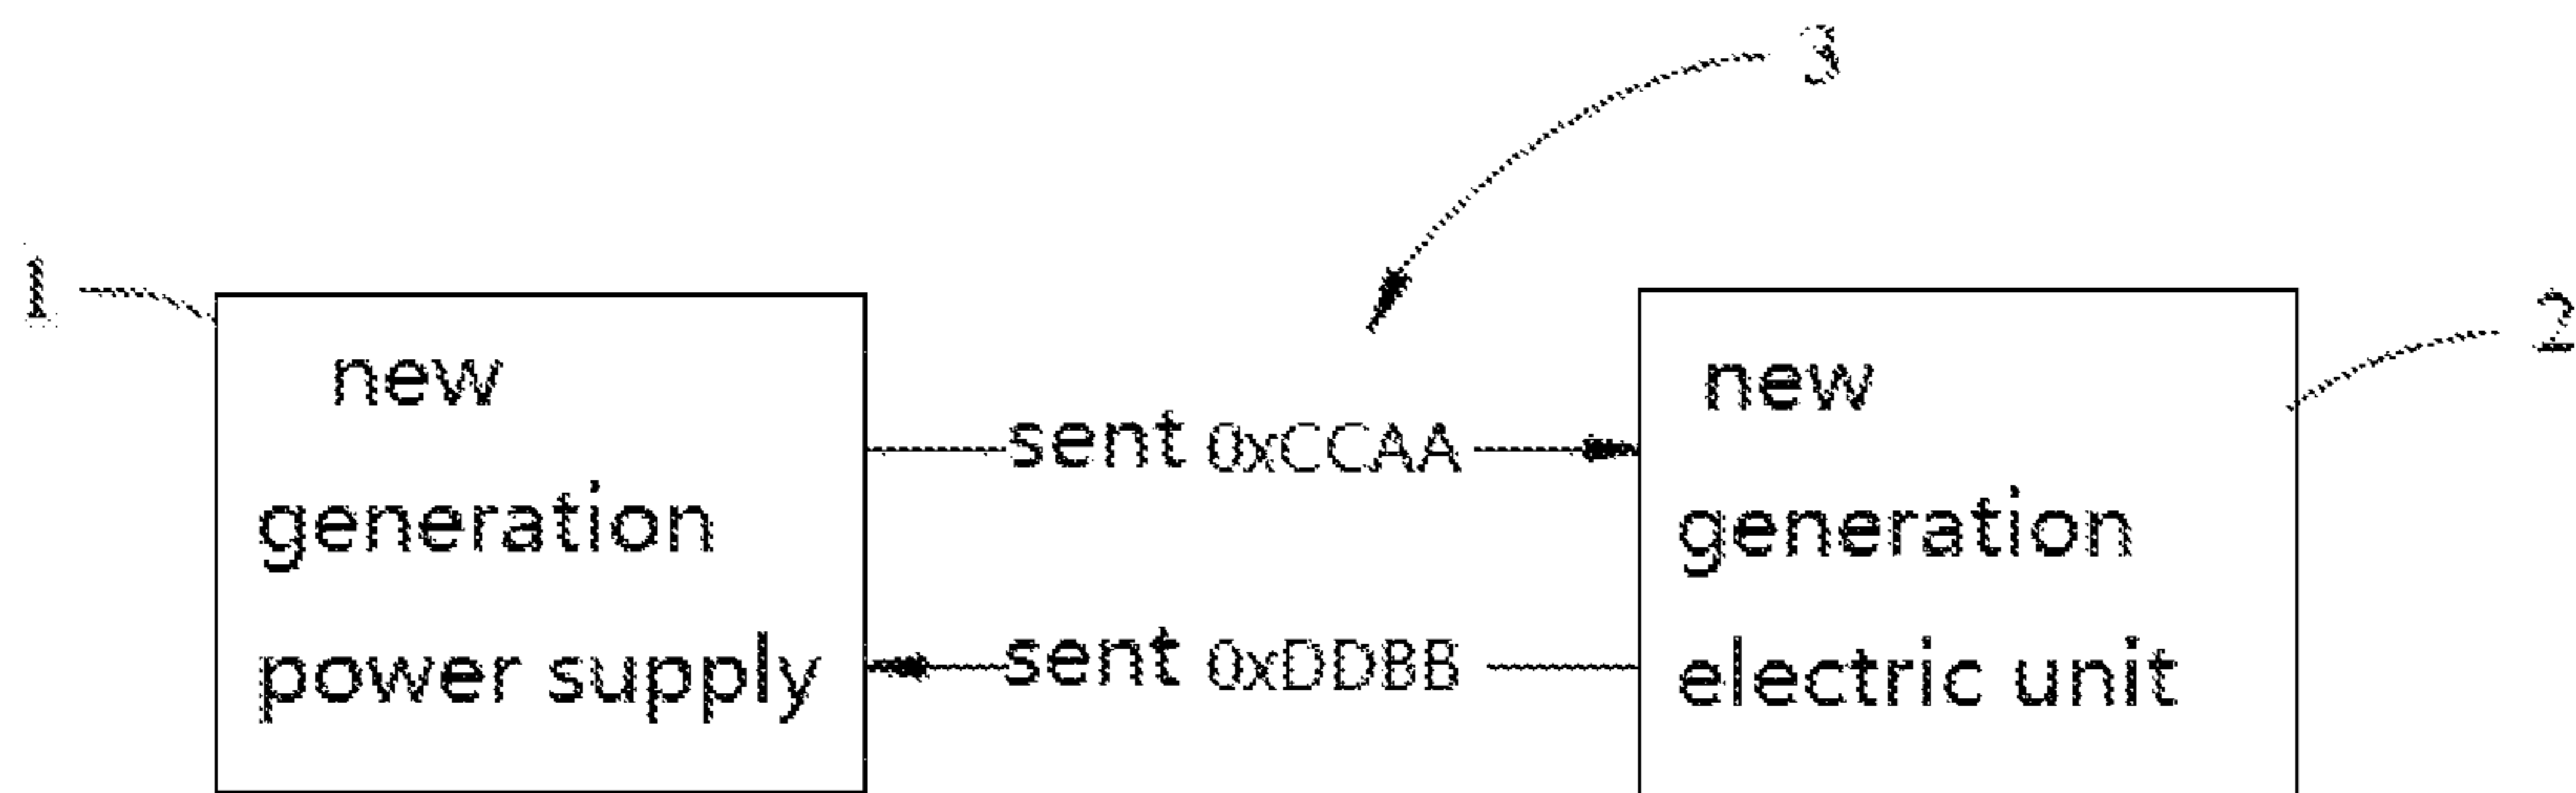 3
1
new
generation
power supply
sent 0xCCAA
sent 0xDDBB
new
generation
electric unit
2